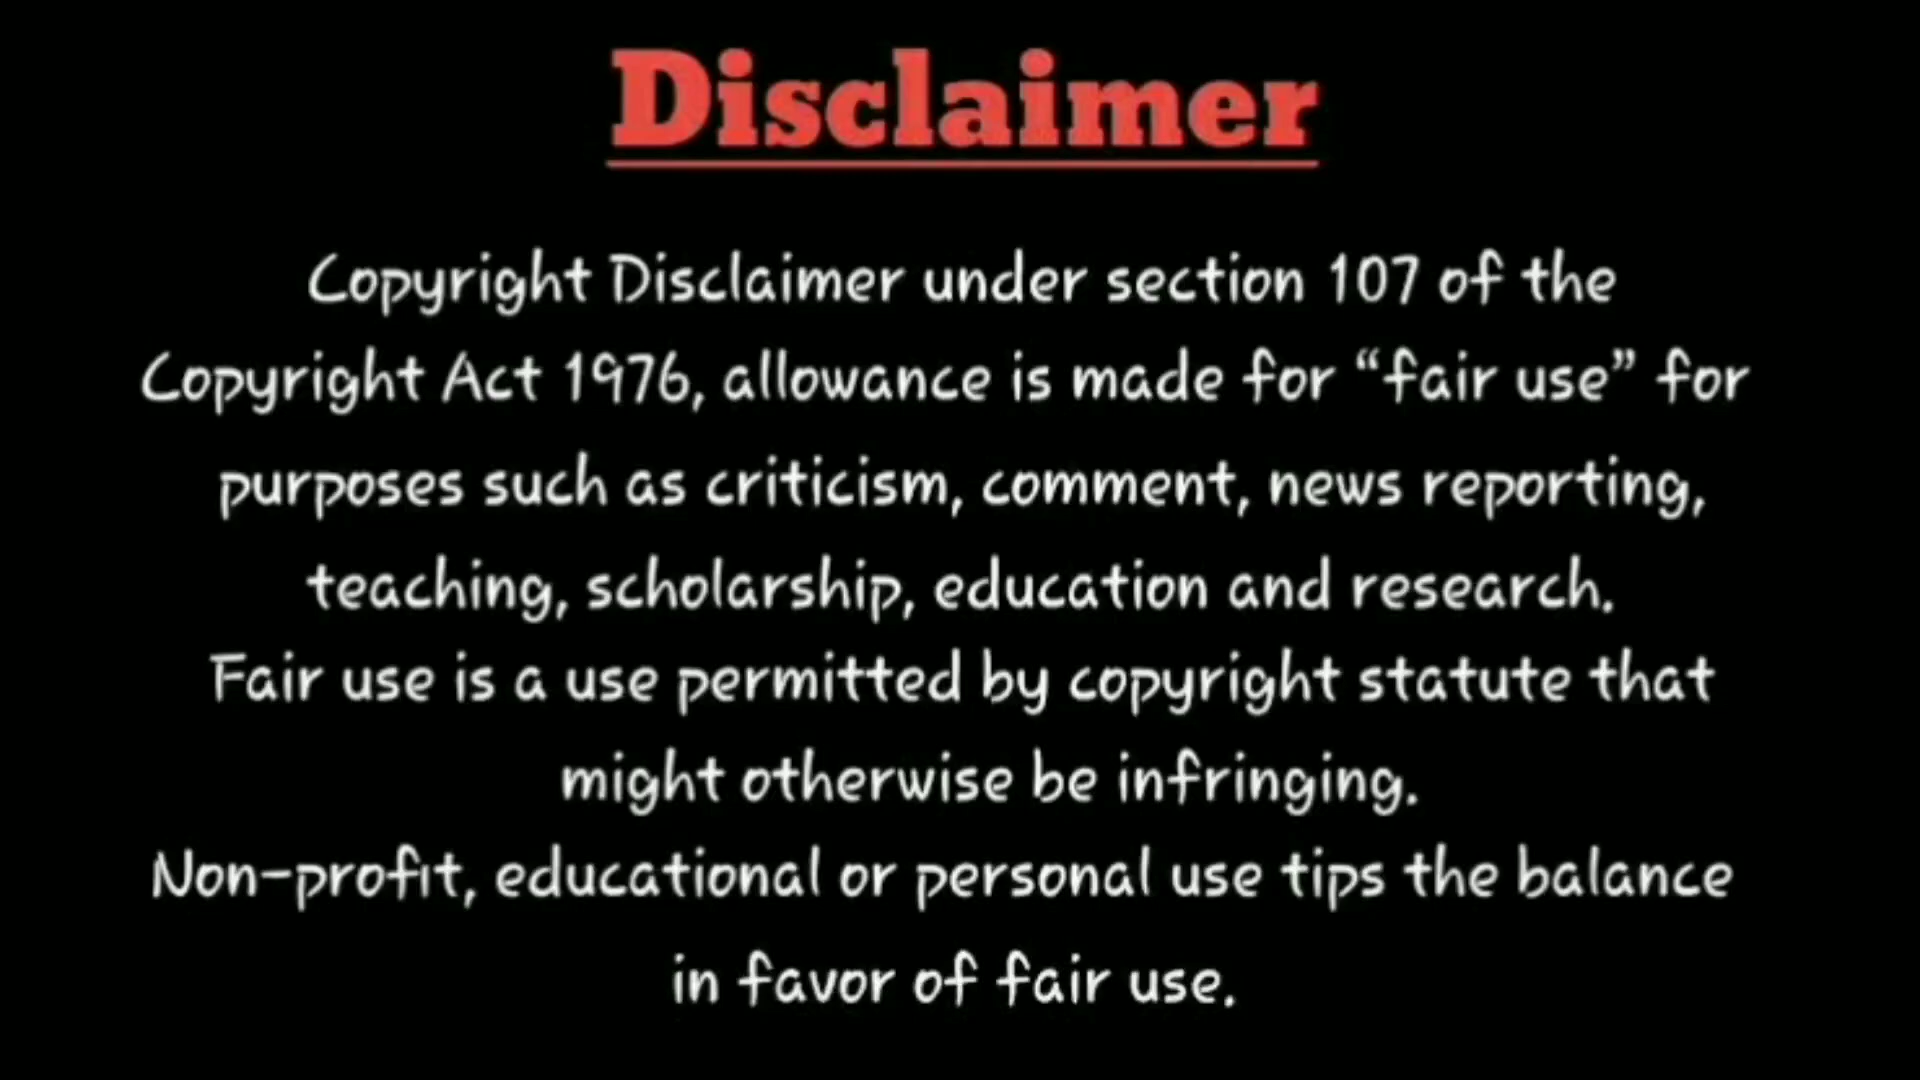 Disclaimer
Copyright Disclaimer under section 107 of the
Copyright Act 1976, allowance is made for “fair use” for
purposes such as criticism, comment, news reporting,
teaching, scholarship, education and research.
Fair use is a use permitted by copyright statute that
might otherwise be infringing.
Non-profit, educational or personal use tips the balance
in favor of fair use.